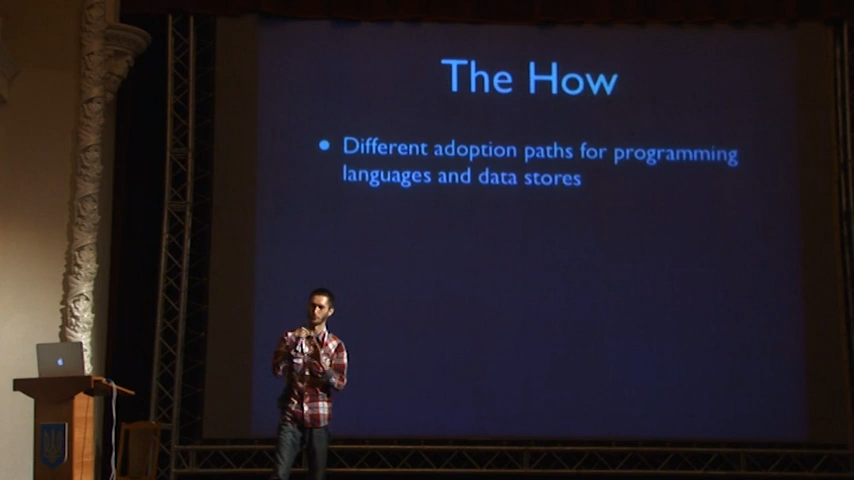 The How
• Different adoption paths for programming
languages and data stores